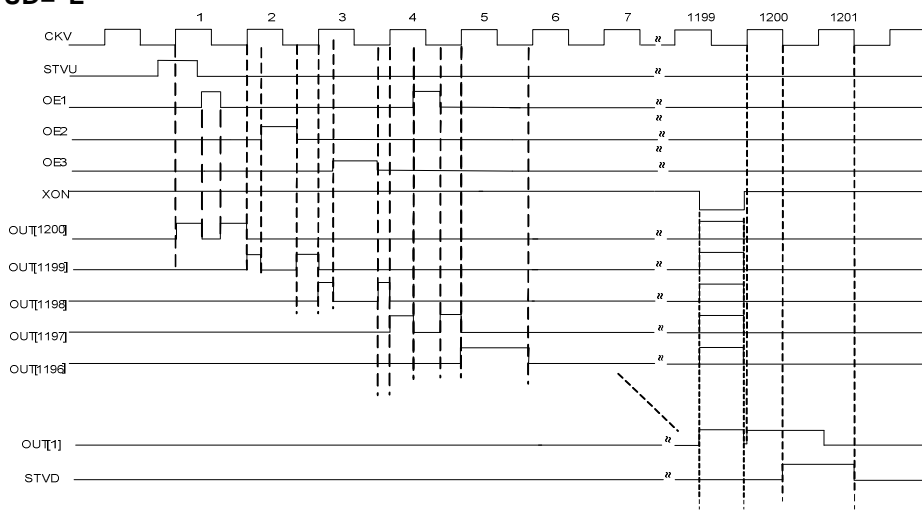 UD="L"
1 2 3 4 5 6 7 1199 1200 1201
CKV
STVU
OE1
OE2
OE3
XON
OUT[1200]
OUT[1199]
OUT[1198]
OUT[1197]
OUT[1196]
OUT[1]
STVD